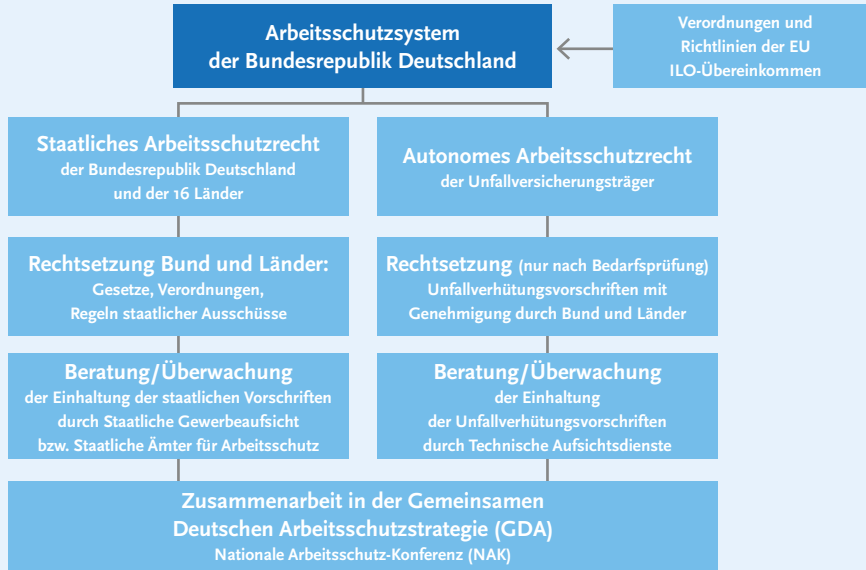 Arbeitsschutzsystem
der Bundesrepublik Deutschland
Verordnungen und
Richtlinien der EU
ILO-Übereinkommen
Staatliches Arbeitsschutzrecht
der Bundesrepublik Deutschland
und der 16 Länder
Autonomes Arbeitsschutzrecht
der Unfallversicherungsträger
Rechtsetzung Bund und Länder:
Gesetze, Verordnungen,
Regeln staatlicher Ausschüsse
Rechtsetzung (nur nach Bedarfsprüfung)
Unfallverhütungsvorschriften mit
Genehmigung durch Bund und Länder
Beratung/Überwachung
der Einhaltung der staatlichen Vorschriften
durch Staatliche Gewerbeaufsicht
bzw. Staatliche Ämter für Arbeitsschutz
Beratung/Überwachung
der Einhaltung
der Unfallverhütungsvorschriften
durch Technische Aufsichtsdienste
Zusammenarbeit in der Gemeinsamen
Deutschen Arbeitsschutzstrategie (GDA)
Nationale Arbeitsschutz-Konferenz (NAK)